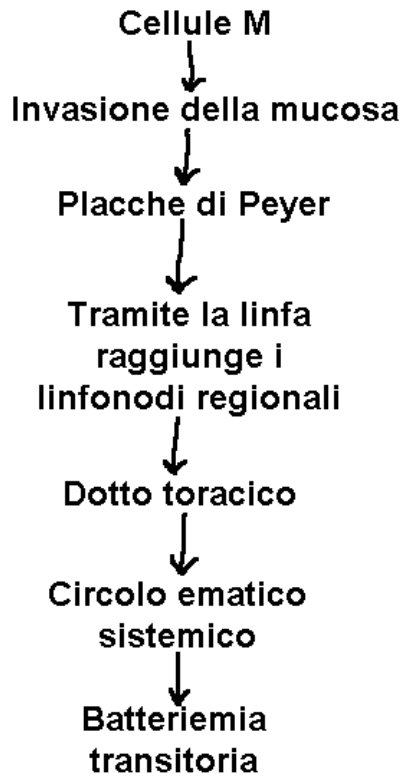 Cellule M
Invasione della mucosa
Placche di Peyer
Tramite la linfa
raggiunge i
linfonodi regionali
Dotto toracico
Circolo ematico
sistemico
Batteriemia
transitoria